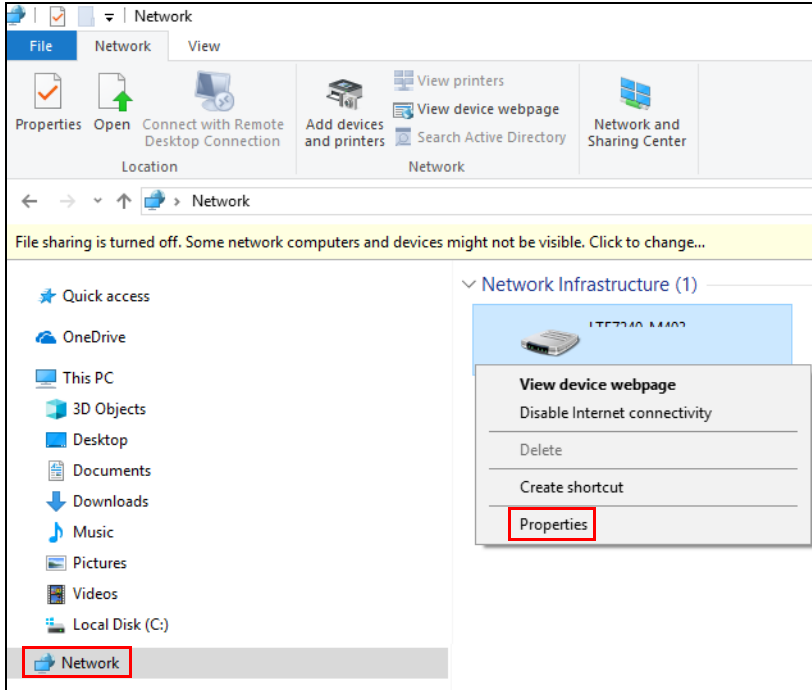 Network
File
Network
View
Properties
Open
Connect with Remote
Desktop Connection
Location
Add devices
and printers
View printers
View device webpage
Search Active Directory
Network
Network and
Sharing Center
Network
File sharing is turned off. Some network computers and devices might not be visible. Click to change...
Quick access
OneDrive
This PC
3D Objects
Desktop
Documents
Downloads
Music
Pictures
Videos
Local Disk (C:)
Network
Network Infrastructure (1)
View device webpage
Disable Internet connectivity
Delete
Create shortcut
Properties